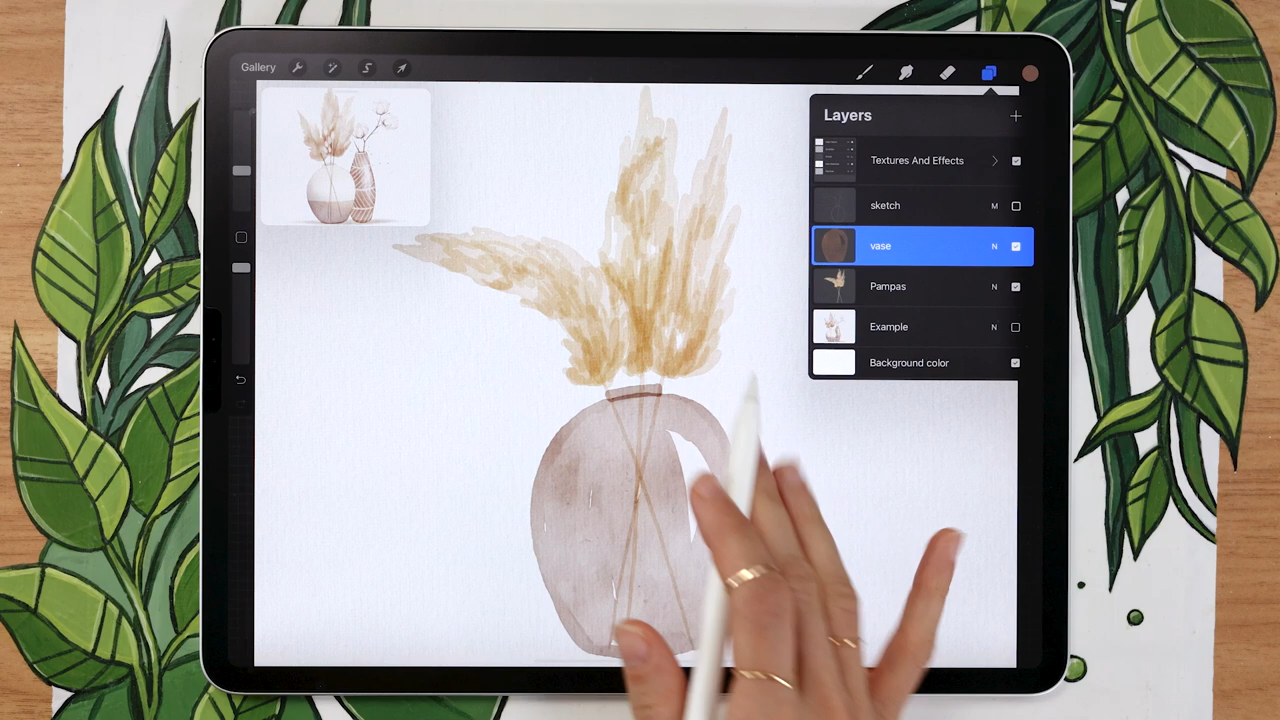 Gallery
Layers
Textures And Effects
sketch M
vase N
Pampas N
Example N
Background color